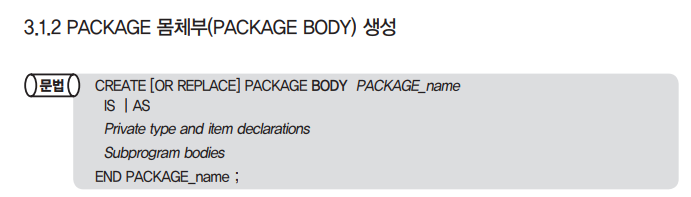 3.1.2 PACKAGE 몸체부(PACKAGE BODY) 생성
문법
CREATE [OR REPLACE] PACKAGE BODY PACKAGE_name
IS | AS
Private type and item declarations
Subprogram bodies
END PACKAGE_name ;